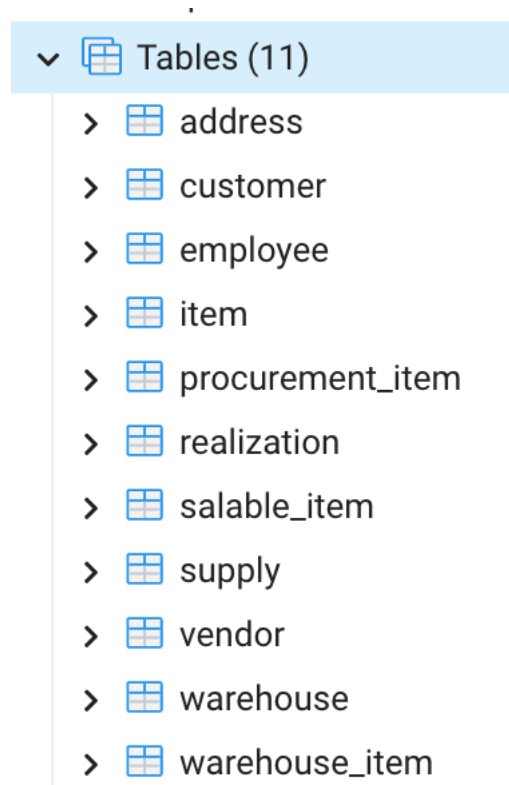 Tables (11)
address
customer
employee
item
procurement_item
realization
salable_item
supply
vendor
warehouse
warehouse_item